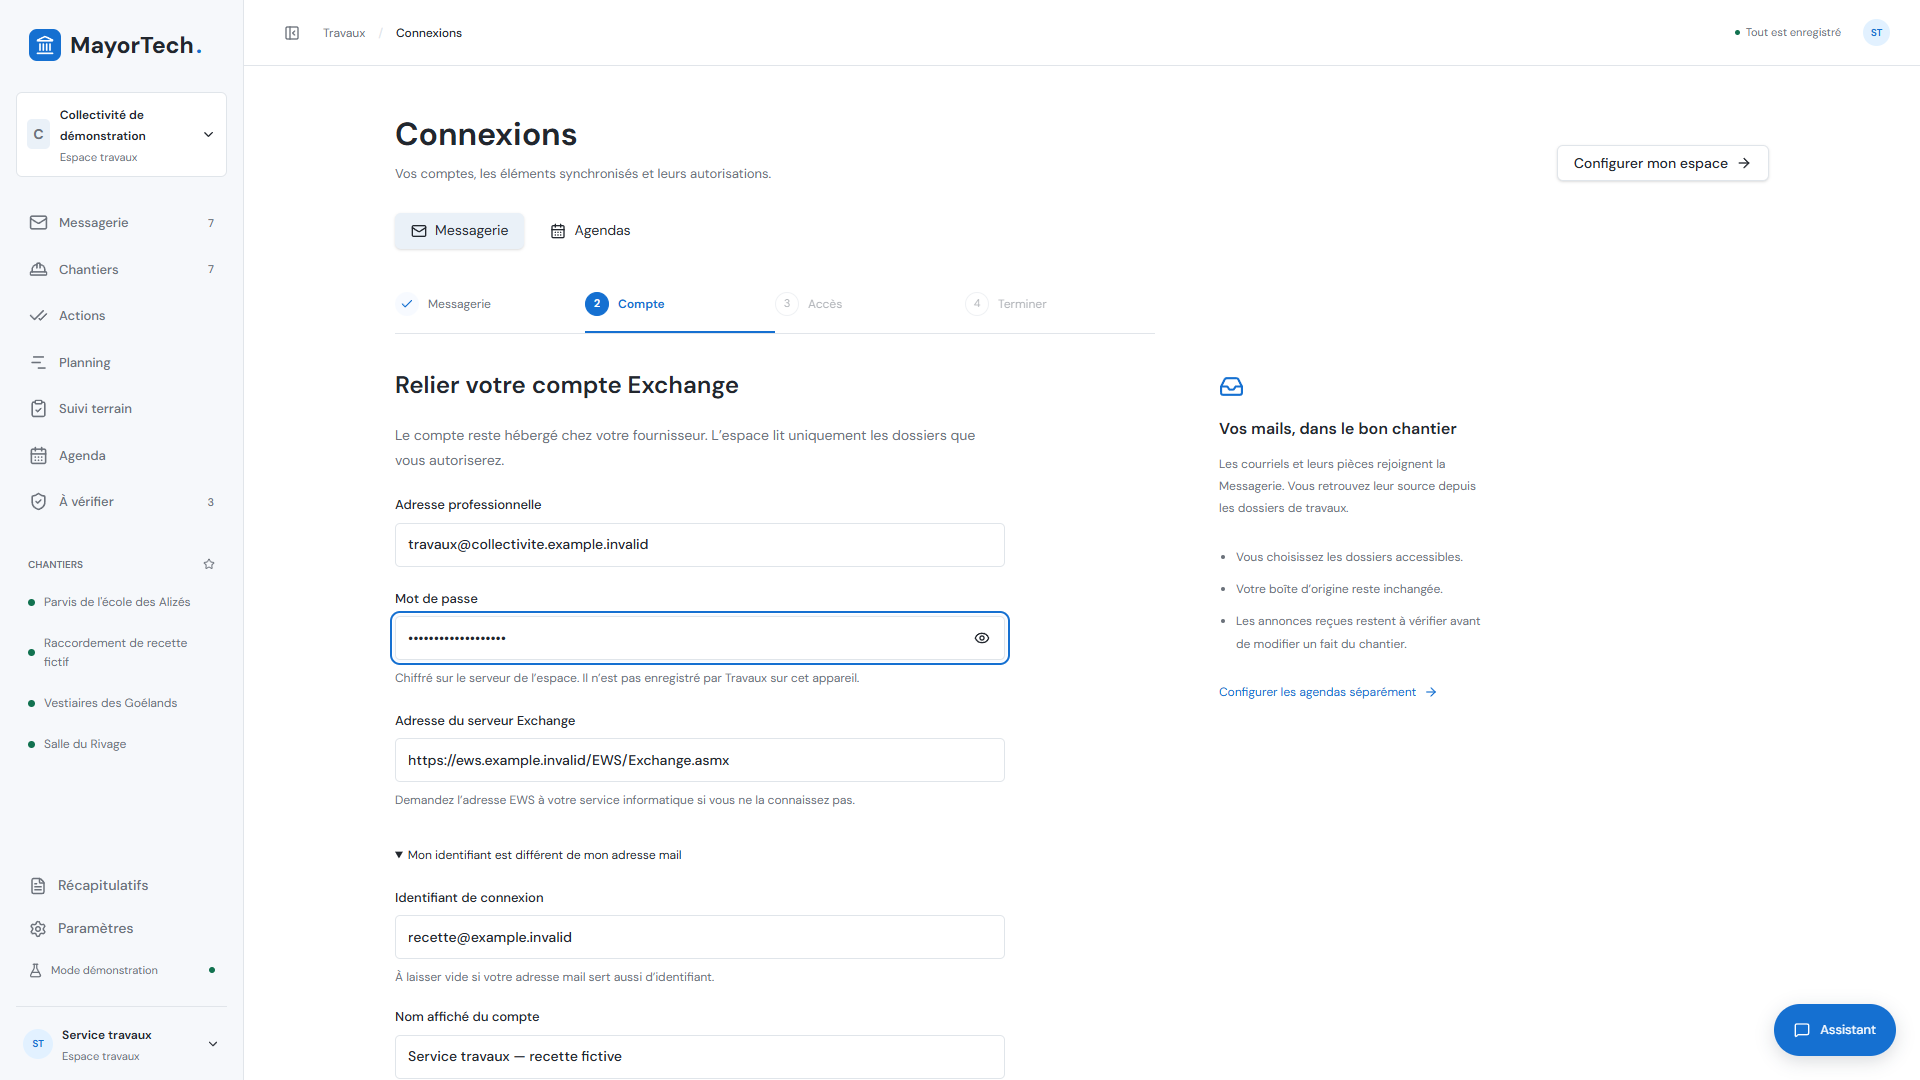 MayorTech.
Collectivité de
démonstration
Espace travaux
C
Messagerie 7
Chantiers 7
Actions
Planning
Suivi terrain
Agenda
À vérifier 3
CHANTIERS
Parvis de l'école des Alizés
Raccordement de recette
fictif
Vestiaires des Goélands
Salle du Rivage
Récapitulatifs
Paramètres
Mode démonstration
ST
Service travaux
Espace travaux
Travaux / Connexions
Tout est enregistré
ST
Connexions
Vos comptes, les éléments synchronisés et leurs autorisations.
Configurer mon espace
Messagerie
Agendas
Messagerie
2 Compte
3 Accès
4 Terminer
Relier votre compte Exchange
Le compte reste hébergé chez votre fournisseur. L’espace lit uniquement les dossiers que
vous autoriserez.
Adresse professionnelle
travaux@collectivite.example.invalid
Mot de passe
•••••••••••••••••••
Chiffré sur le serveur de l’espace. Il n’est pas enregistré par Travaux sur cet appareil.
Adresse du serveur Exchange
https://ews.example.invalid/EWS/Exchange.asmx
Demandez l’adresse EWS à votre service informatique si vous ne la connaissez pas.
Mon identifiant est différent de mon adresse mail
Identifiant de connexion
recette@example.invalid
À laisser vide si votre adresse mail sert aussi d’identifiant.
Nom affiché du compte
Service travaux — recette fictive
Vos mails, dans le bon chantier
Les courriels et leurs pièces rejoignent la
Messagerie. Vous retrouvez leur source depuis
les dossiers de travaux.
• Vous choisissez les dossiers accessibles.
• Votre boîte d’origine reste inchangée.
• Les annonces reçues restent à vérifier avant
de modifier un fait du chantier.
Configurer les agendas séparément
Assistant